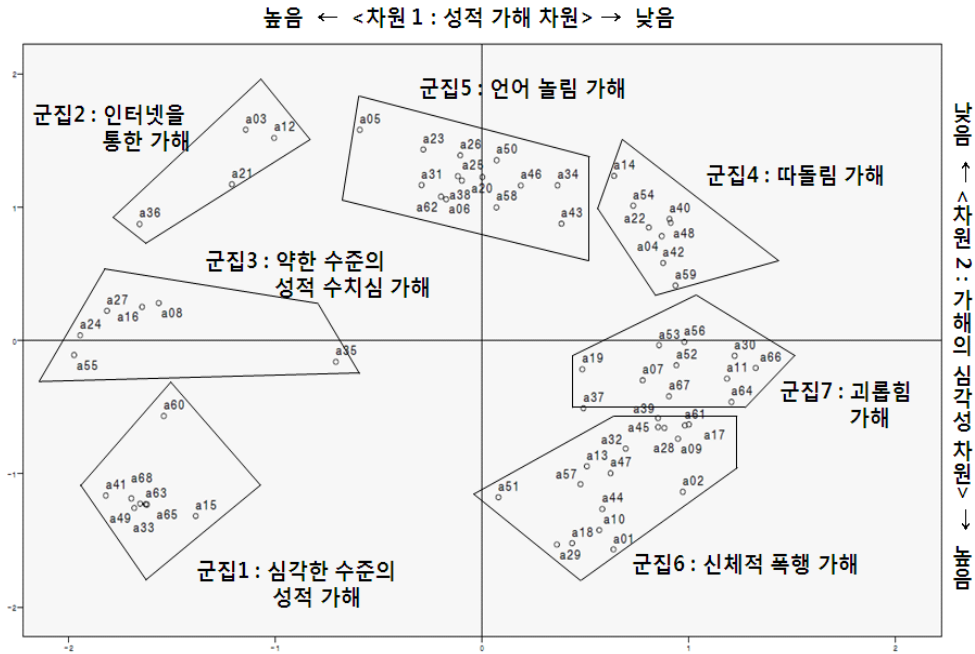 높음 ← <차원 1 : 성적 가해 차원> → 낮음
군집2 : 인터넷을
통한 가해
a03
a12
a21
a36
군집5 : 언어 놀림 가해
a05
a23
a26
a50
a25
a31
a46
a34
a38
a20
a62
a06
a58
a43
군집4 : 따돌림 가해
a14
a54
a40
a22
a48
a04
a42
a59
군집3 : 약한 수준의
성적 수치심 가해
a27
a16
a08
a24
a55
a35
군집7 : 괴롭힘
가해
a53
a56
a30
a19
a52
a66
a07
a11
a67
a64
a37
군집1 : 심각한 수준의
성적 가해
a60
a41
a68
a63
a15
a49
a65
a33
군집6 : 신체적 폭행 가해
a39
a61
a45
a17
a32
a28
a09
a13
a57
a47
a02
a51
a44
a10
a18
a01
a29
낮음 ← <차원 2 : 가해의 심각성 차원> → 높음
2
1
0
-1
-2
-2
-1
0
1
2